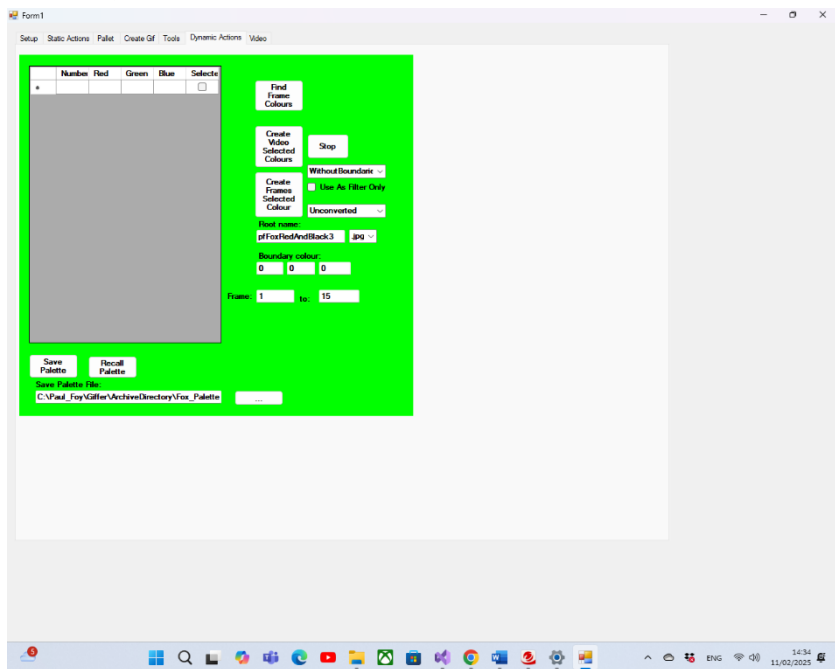 Form1
Setup Static Actions Pallet Create Gif Tools Dynamic Actions Video
Number Red Green Blue Selecte
*
Find
Frame
Colours
Create
Video
Selected
Colours
Stop
WithoutBoundarie
Create
Frames
Selected
Colour
Use As Filter Only
Unconverted
Root name:
pfFoxRedAndBlack3 .jpg
Boundary colour:
0 0 0
Frame: 1 to: 15
Save
Palette
Recall
Palette
Save Palette File:
C:\Paul_Foy\Giffer\ArchiveDirectory\Fox_Palette
...
5
ENG
14:34
11/02/2025